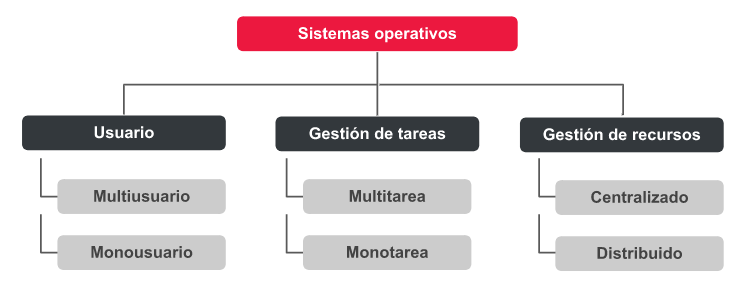 Sistemas operativos
Usuario
Gestión de tareas
Gestión de recursos
Multiusuario
Multitarea
Centralizado
Monousuario
Monotarea
Distribuido